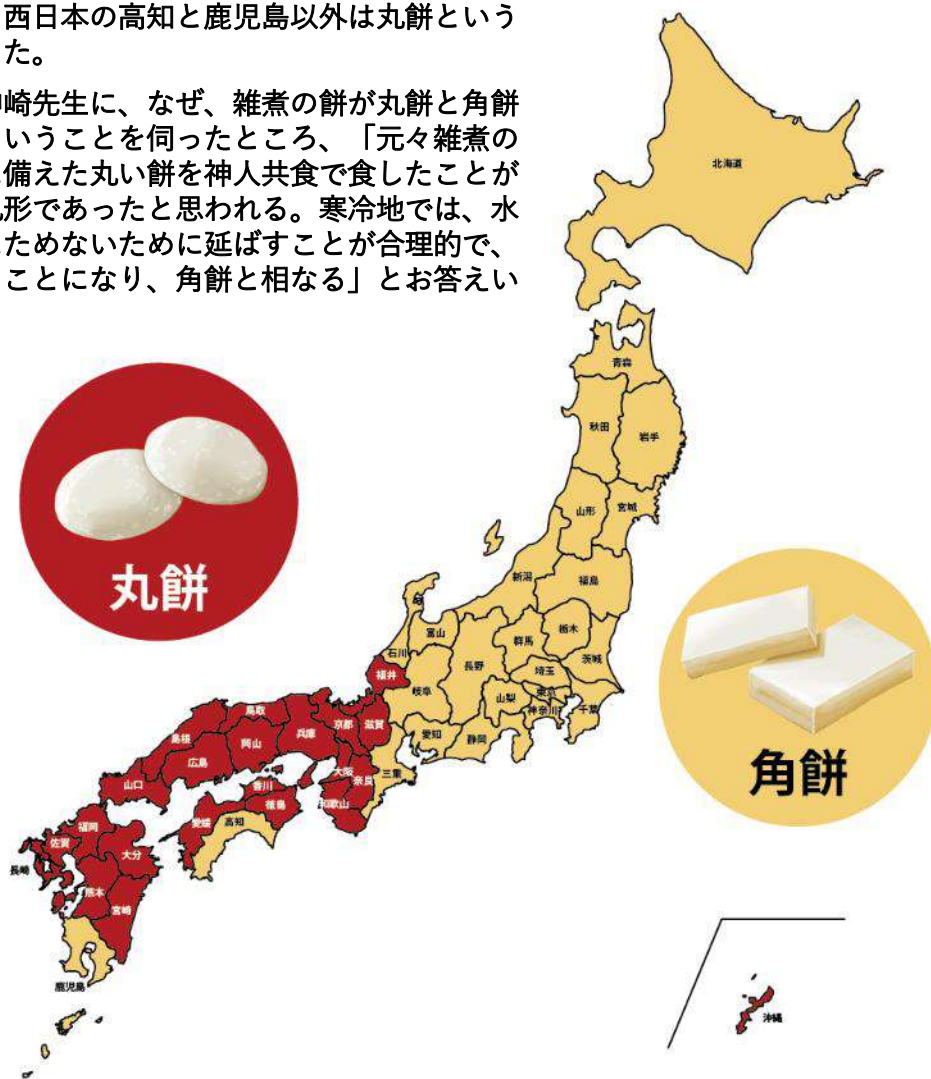 西日本の高知と鹿児島以外は丸餅という
た。
崎先生に、なぜ、雑煮の餅が丸餅と角餅
いうことを伺ったところ、「元々雑煮の
備えた丸い餅を神人共食で食したことが
形であったと思われる。寒冷地では、水
ためないために延ばすことが合理的で、
ことになり、角餅と相なる」とお答えい
北海道
青森
秋田
岩手
山形
宮城
新潟
福島
富山
石川
群馬
栃木
茨城
長野
埼玉
福井
岐阜
山梨
東京
神奈川
千葉
愛知
静岡
三重
鳥取
島根
岡山
兵庫
京都
滋賀
広島
山口
大阪
奈良
香川
徳島
和歌山
愛媛
高知
福岡
佐賀
大分
長崎
熊本
宮崎
鹿児島
沖縄
丸餅
角餅